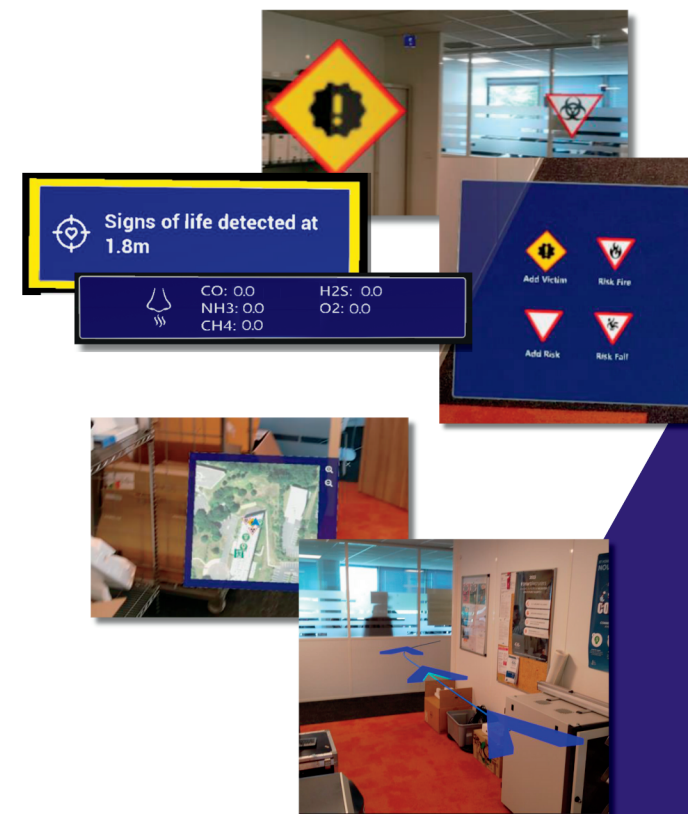 Signs of life detected at
1.8m
CO: 0.0
H2S: 0.0
NH3: 0.0
O2: 0.0
CH4: 0.0
Add Victim
Risk Fire
Add Risk
Risk Fall